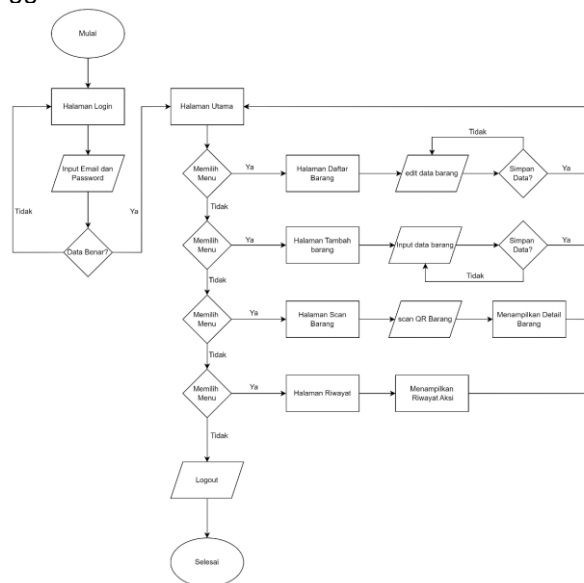 Mulai
Halaman Login
Input Email dan
Password
Data Benar?
Tidak
Ya
Halaman Utama
Memilih
Menu
Ya
Halaman Daftar
Barang
edit data barang
Simpan
Data?
Tidak
Ya
Tidak
Memilih
Menu
Ya
Halaman Tambah
barang
Input data barang
Simpan
Data?
Ya
Tidak
Tidak
Memilih
Menu
Ya
Halaman Scan
Barang
scan QR Barang
Menampilkan Detail
Barang
Tidak
Memilih
Menu
Ya
Halaman Riwayat
Menampilkan
Riwayat Aksi
Tidak
Logout
Selesai